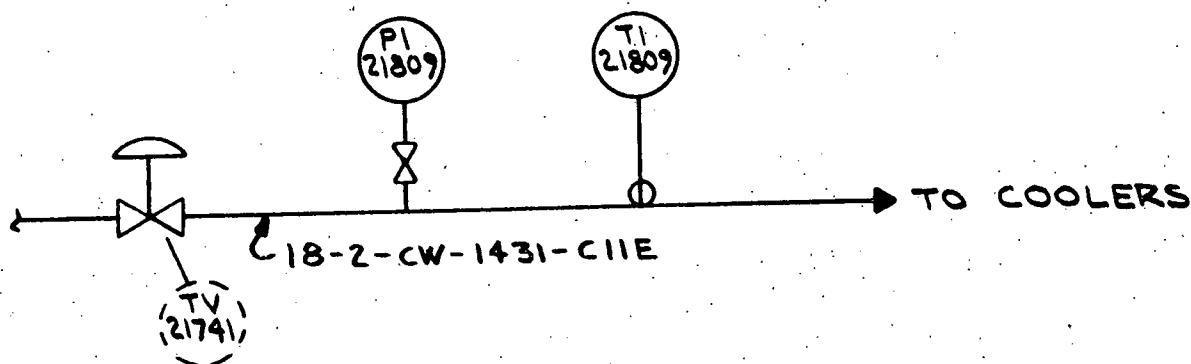 PI
21809
TI
21809
TO COOLERS
18-2-CW-1431-C11E
TV
21741